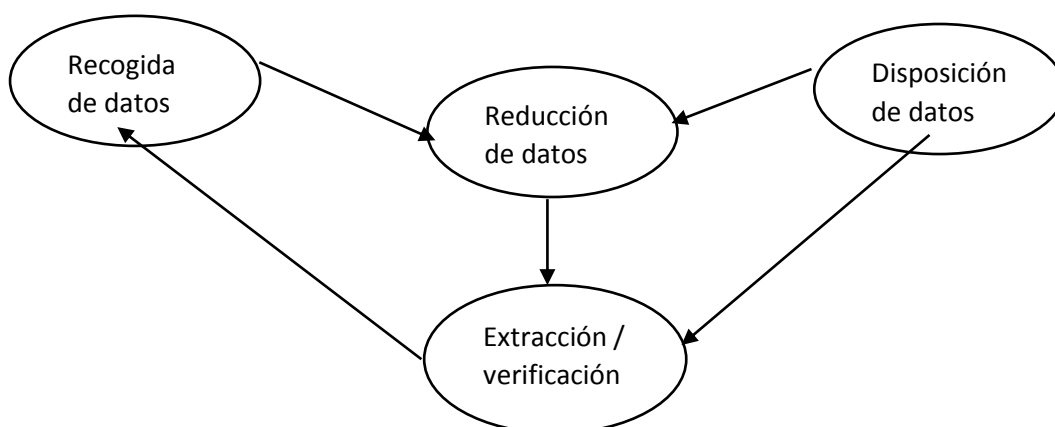 Recogida
de datos
Reducción
de datos
Disposición
de datos
Extracción /
verificación